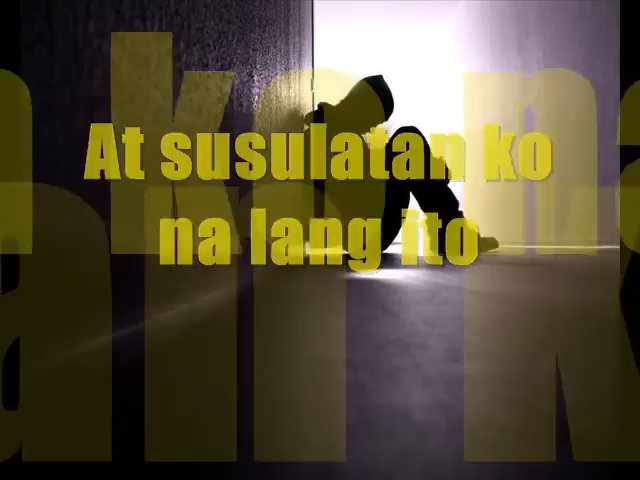 At susulatan ko
na lang ito